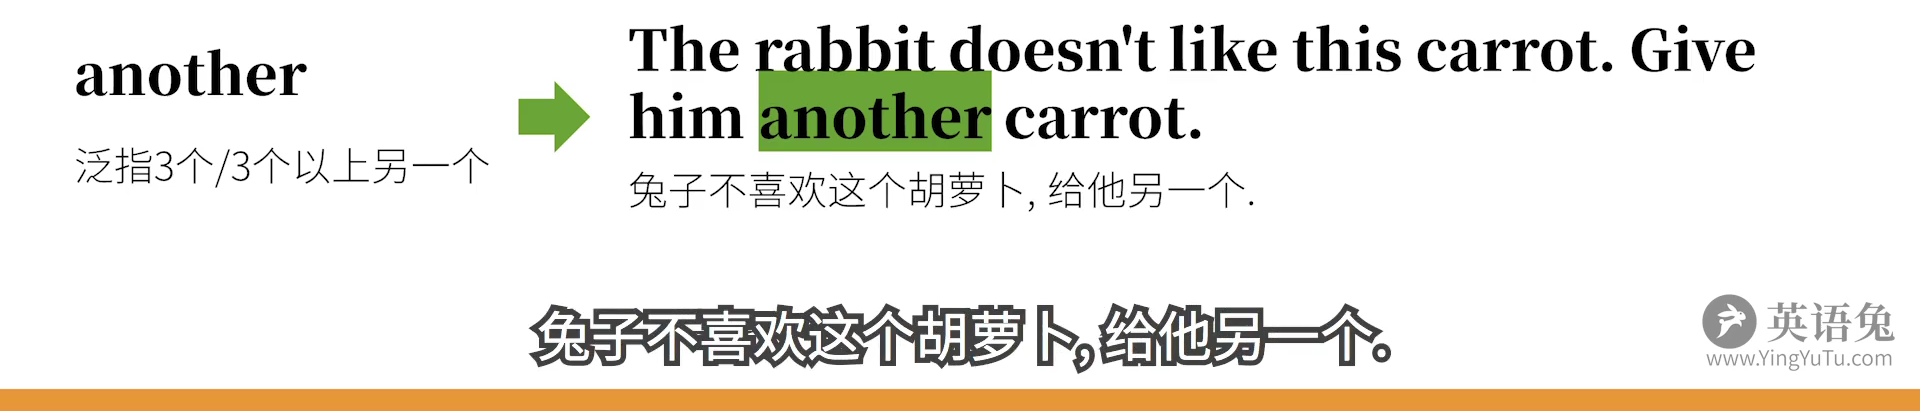 another
泛指3个/3个以上另一个
The rabbit doesn't like this carrot. Give
him another carrot.
兔子不喜欢这个胡萝卜, 给他另一个.
兔子不喜欢这个胡萝卜, 给他另一个。
英语兔
www.YingYuTu.com